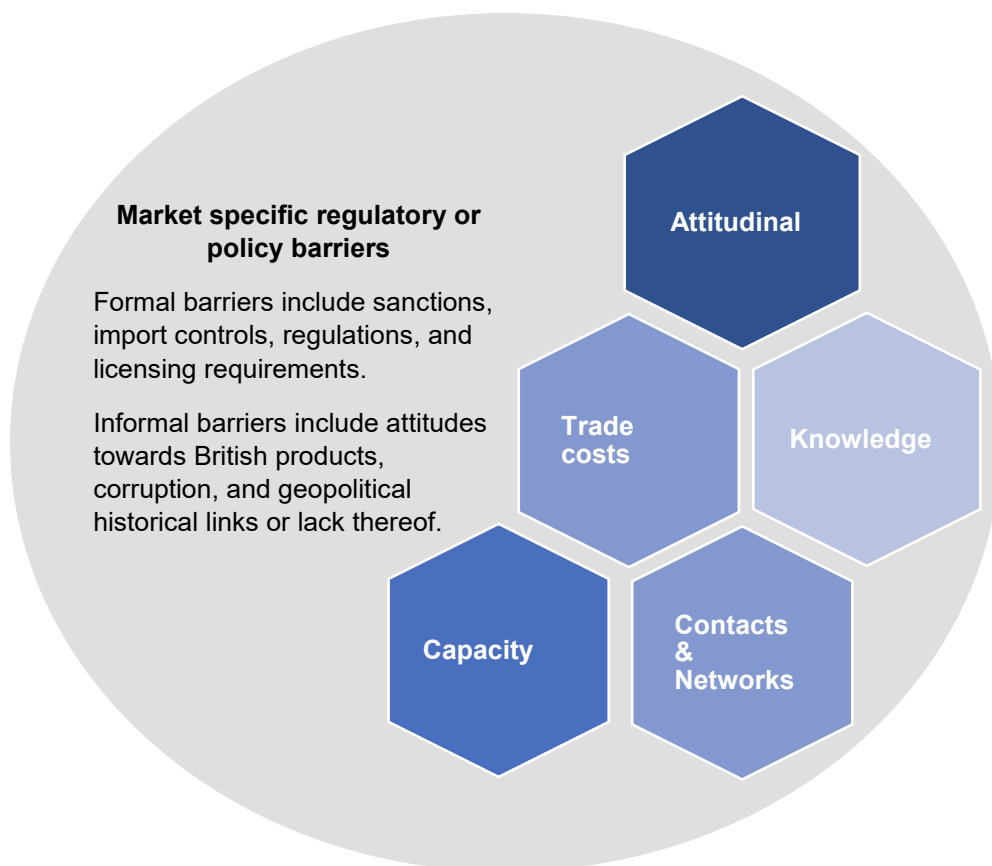 Market specific regulatory or
policy barriers
Formal barriers include sanctions,
import controls, regulations, and
licensing requirements.
Informal barriers include attitudes
towards British products,
corruption, and geopolitical
historical links or lack thereof.
Attitudinal
Trade
costs
Knowledge
Capacity
Contacts
&
Networks